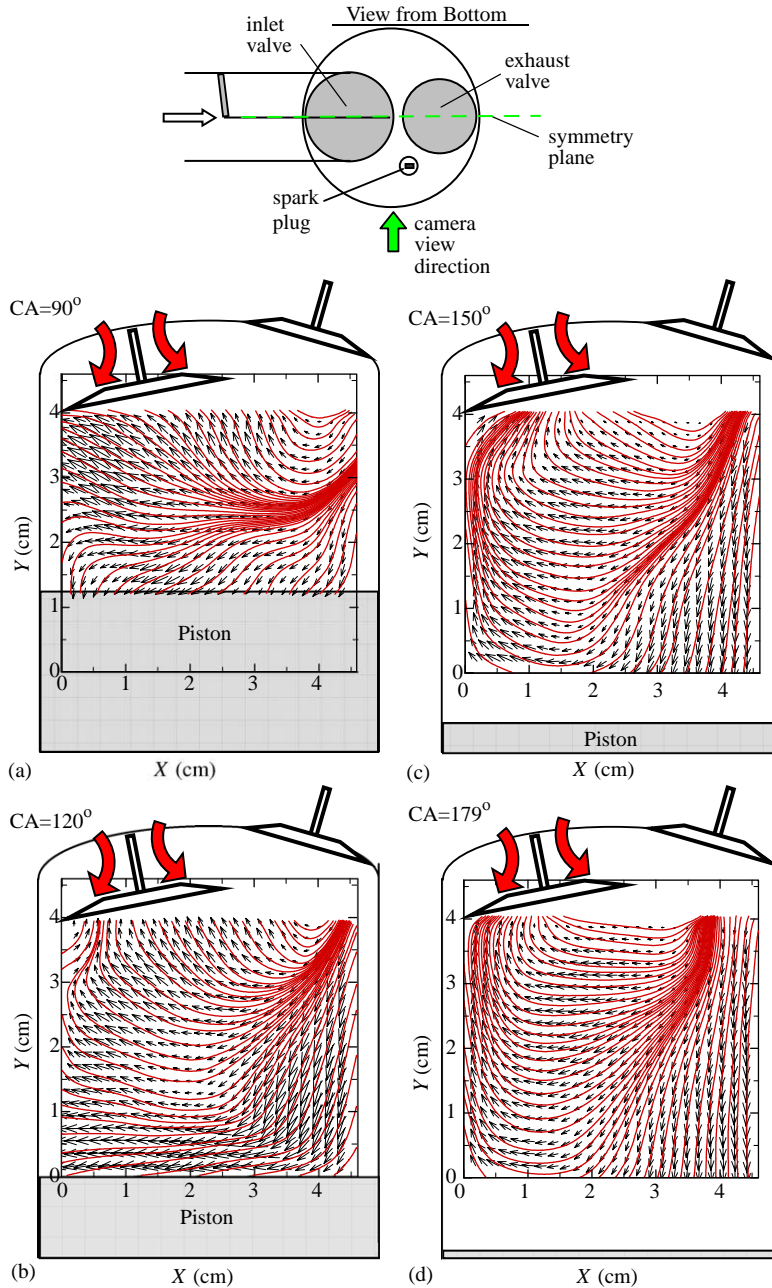 View from Bottom
inlet
valve
exhaust
valve
symmetry
plane
spark
plug
camera
view
direction
CA=90°
4
3
2
1
0
Y (cm)
Piston
0 1 2 3 4
(a) X (cm)
CA=150°
4
3
2
1
0
Y (cm)
0 1 2 3 4
Piston
(c) X (cm)
CA=120°
4
3
2
1
0
Y (cm)
0 1 2 3 4
Piston
(b) X (cm)
CA=179°
4
3
2
1
0
Y (cm)
0 1 2 3 4
(d) X (cm)